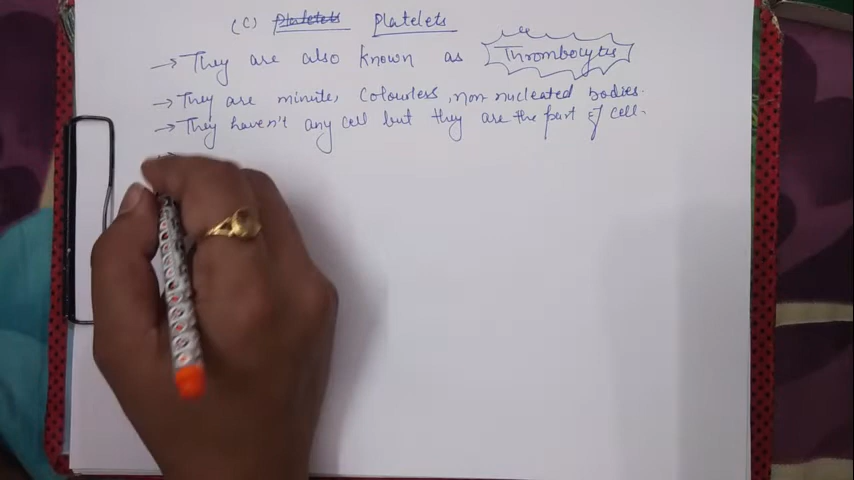 (C) Platelets Platelets
→ They are also known as Thrombocytes
→ They are minute, Colourless, non nucleated bodies.
→ They haven't any cell but they are the part of cell.
→